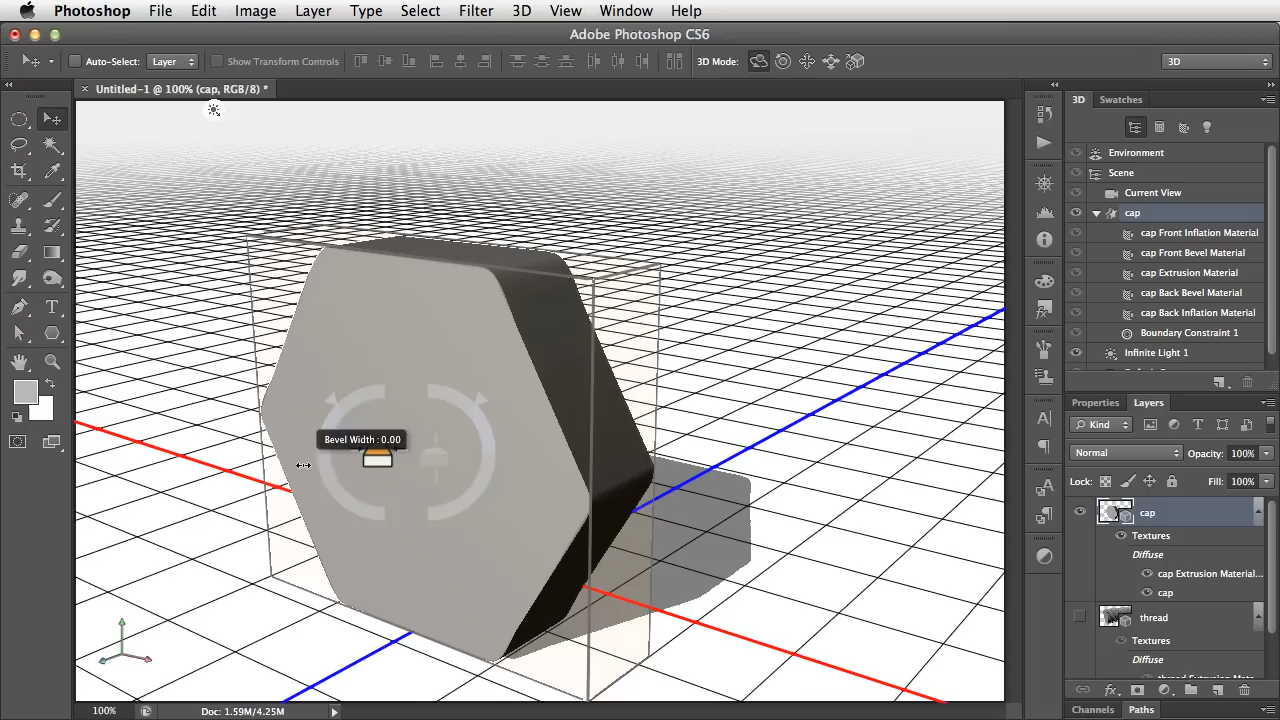 Photoshop File Edit Image Layer Type Select Filter 3D View Window Help
Adobe Photoshop CS6
Auto-Select: Layer Show Transform Controls 3D Mode: 3D
× Untitled-1 @ 100% (cap, RGB/8) *
3D Swatches
Environment
Scene
Current View
cap
cap Front Inflation Material
cap Front Bevel Material
cap Extrusion Material
cap Back Bevel Material
cap Back Inflation Material
Boundary Constraint 1
Infinite Light 1
Properties Layers
Kind
Normal Opacity: 100%
Lock: Fill: 100%
cap
Textures
Diffuse
cap Extrusion Material...
cap
thread
Textures
Diffuse
Bevel Width : 0.00
100% Doc: 1.59M/4.25M
Channels Paths